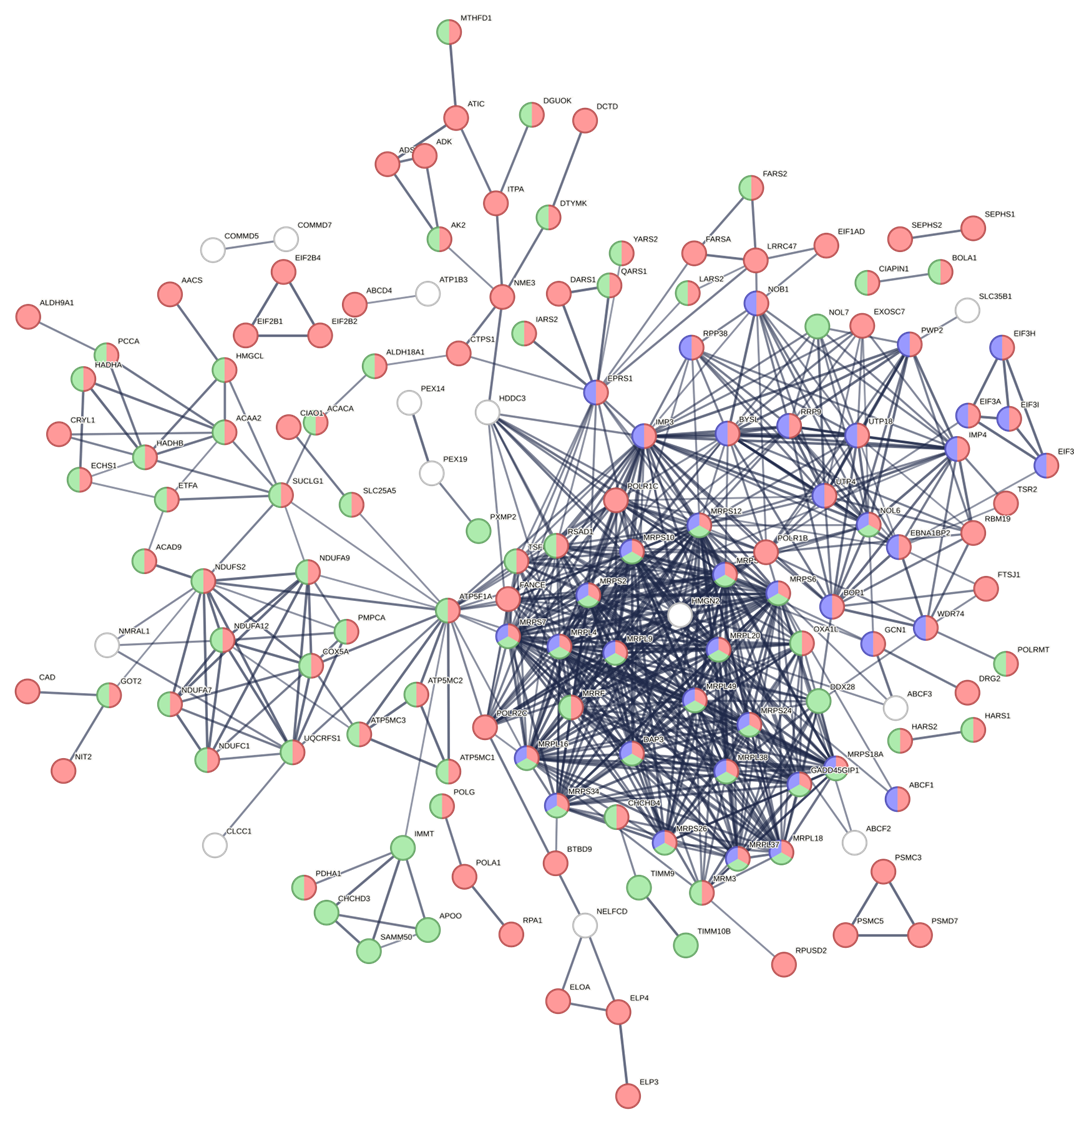 MTHFD1
ATIC
DGUOK
DCTD
ADK
FARS2
ITPA
DTYMK
SEPHS1
SEPHS2
COMMD7
COMMD5
AK2
YARS2
FARSA
LRRC47
EIF1AD
EIF2B4
ATP1B3
QARS1
DARS1
LARS2
CIAPIN1
BOLA1
AACS
ABCD4
NME3
NOB1
SLC35B1
ALDH9A1
EIF2B1
EIF2B2
IARS2
NOL7
EXOSC7
PCCA
HADHA
HMGCL
ALDH18A1
CTPS1
RPP38
PWP2
EIF3H
EPRS1
PEX14
HDDC3
CRYL1
ACAA2
CIAO1
ACACA
IMP3
BYSL
RRP9
UTP18
EIF3A
EIF3I
IMP4
EIF3
HADHB
ECHS1
PEX19
ETFA
SUCLG1
SLC25A5
POLR1C
UTP4
TSR2
PXMP2
MRPS12
NOL6
RBM19
ACAD9
RSAD1
MRPS10
POLR1B
EBNA1BP2
TSF
NDUFS2
NDUFA9
MRPS
FTSJ1
ATP5F1A
FANCE
MRPS2
HMGN2
MRPS6
BOP1
NMRAL1
NDUFA12
PMPCA
MRPS7
MRPL4
MRPL9
MRPL20
OXA1L
GCN1
WDR74
COX5A
POLRMT
CAD
GOT2
NDUFA7
ATP5MC2
MRRF
MRPL49
DDX28
DRG2
ABCF3
ATP5MC3
POLR2C
MRPS24
HARS2
HARS1
NIT2
NDUFC1
UQCRFS1
ATP5MC1
MRPL16
DAP3
MRPL38
MRPS18A
GADD45GIP1
CLCC1
POLG
MRPS34
CHCHD4
ABCF1
IMMT
MRPS26
MRPL37
MRPL18
ABCF2
PDHA1
POLA1
BTBD9
TIMM9
MRM3
PSMC3
CHCHD3
APOO
SAMM50
RPA1
NELFCD
TIMM10B
PSMC5
PSMD7
RPUSD2
ELOA
ELP4
ELP3